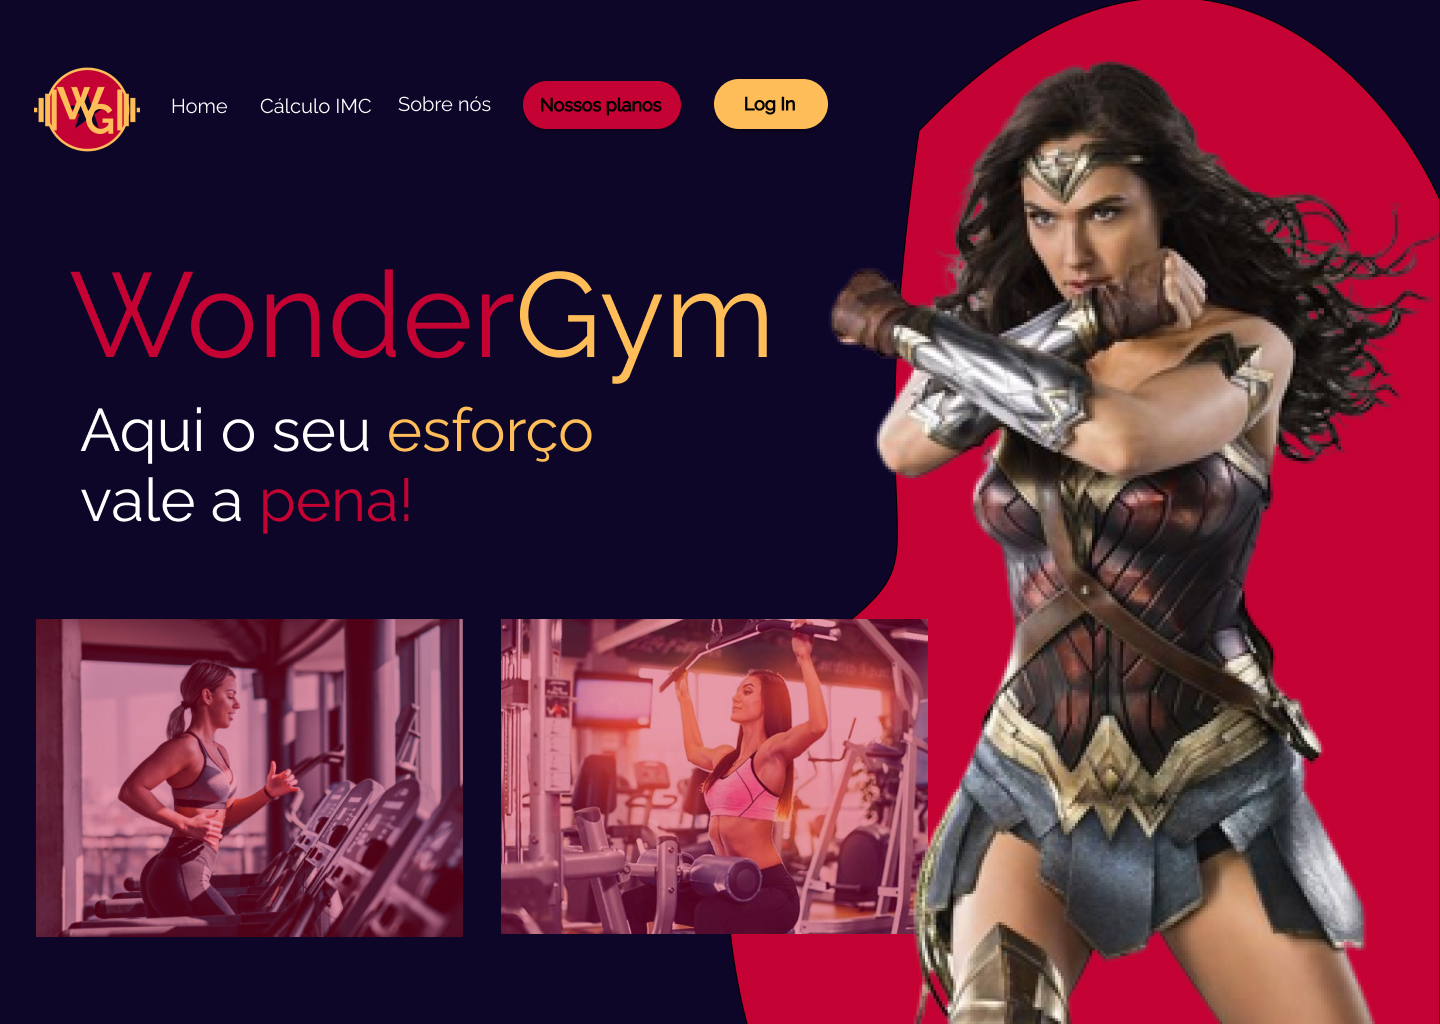 WG
Home
Cálculo IMC
Sobre nós
Nossos planos
Log In
WonderGym
Aqui o seu esforço
vale a pena!